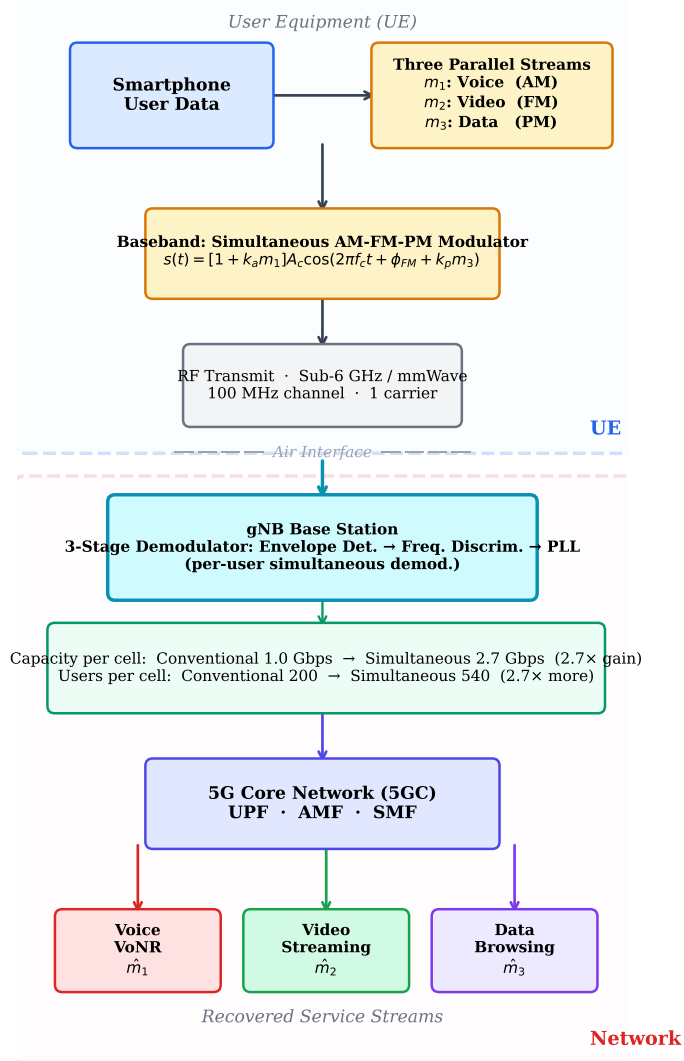 User Equipment (UE)
Smartphone
User Data
Three Parallel Streams
m₁: Voice (AM)
m₂: Video (FM)
m₃: Data (PM)
Baseband: Simultaneous AM-FM-PM Modulator
s(t) = [1 + kₐm₁]A_c cos(2πf_c t + ϕ_FM + k_p m₃)
RF Transmit · Sub-6 GHz / mmWave
100 MHz channel · 1 carrier
UE
Air Interface
gNB Base Station
3-Stage Demodulator: Envelope Det. → Freq. Discrim. → PLL
(per-user simultaneous demod.)
Capacity per cell: Conventional 1.0 Gbps → Simultaneous 2.7 Gbps (2.7× gain)
Users per cell: Conventional 200 → Simultaneous 540 (2.7× more)
5G Core Network (5GC)
UPF · AMF · SMF
Voice
VoNR
m̂₁
Video
Streaming
m̂₂
Data
Browsing
m̂₃
Recovered Service Streams
Network